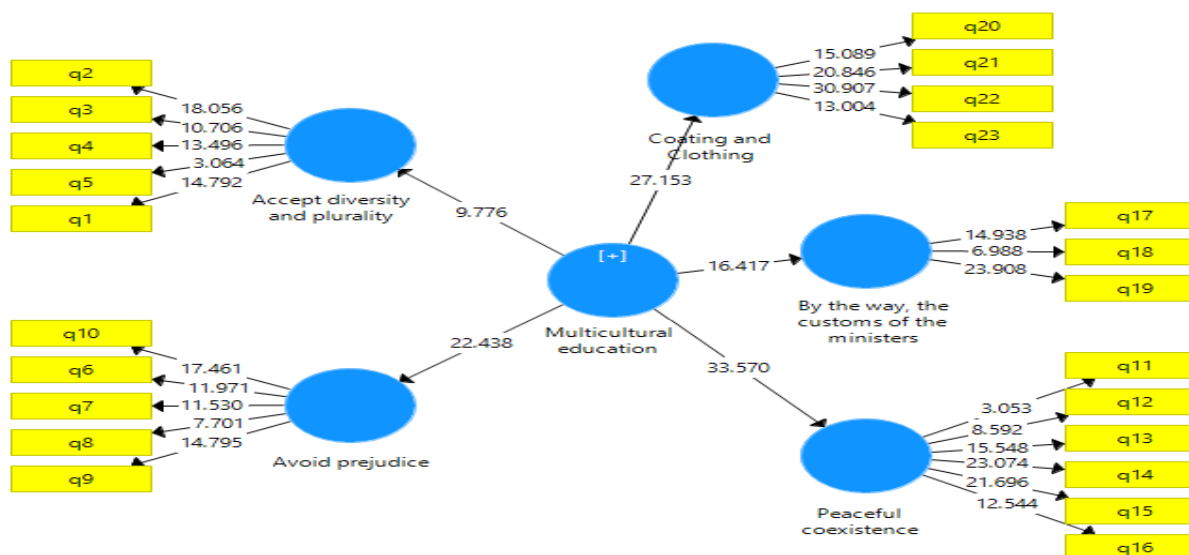 q2
q3
q4
q5
q1
18.056
10.706
13.496
3.064
14.792
Accept diversity
and plurality
9.776
q20
q21
q22
q23
15.089
20.846
30.907
13.004
Coating and
Clothing
27.153
[+]
Multicultural
education
16.417
By the way, the
customs of the
ministers
14.938
6.988
23.908
q17
q18
q19
22.438
33.570
q10
q6
q7
q8
q9
17.461
11.971
11.530
7.701
14.795
Avoid prejudice
Peaceful
coexistence
3.053
8.592
15.548
23.074
21.696
12.544
q11
q12
q13
q14
q15
q16